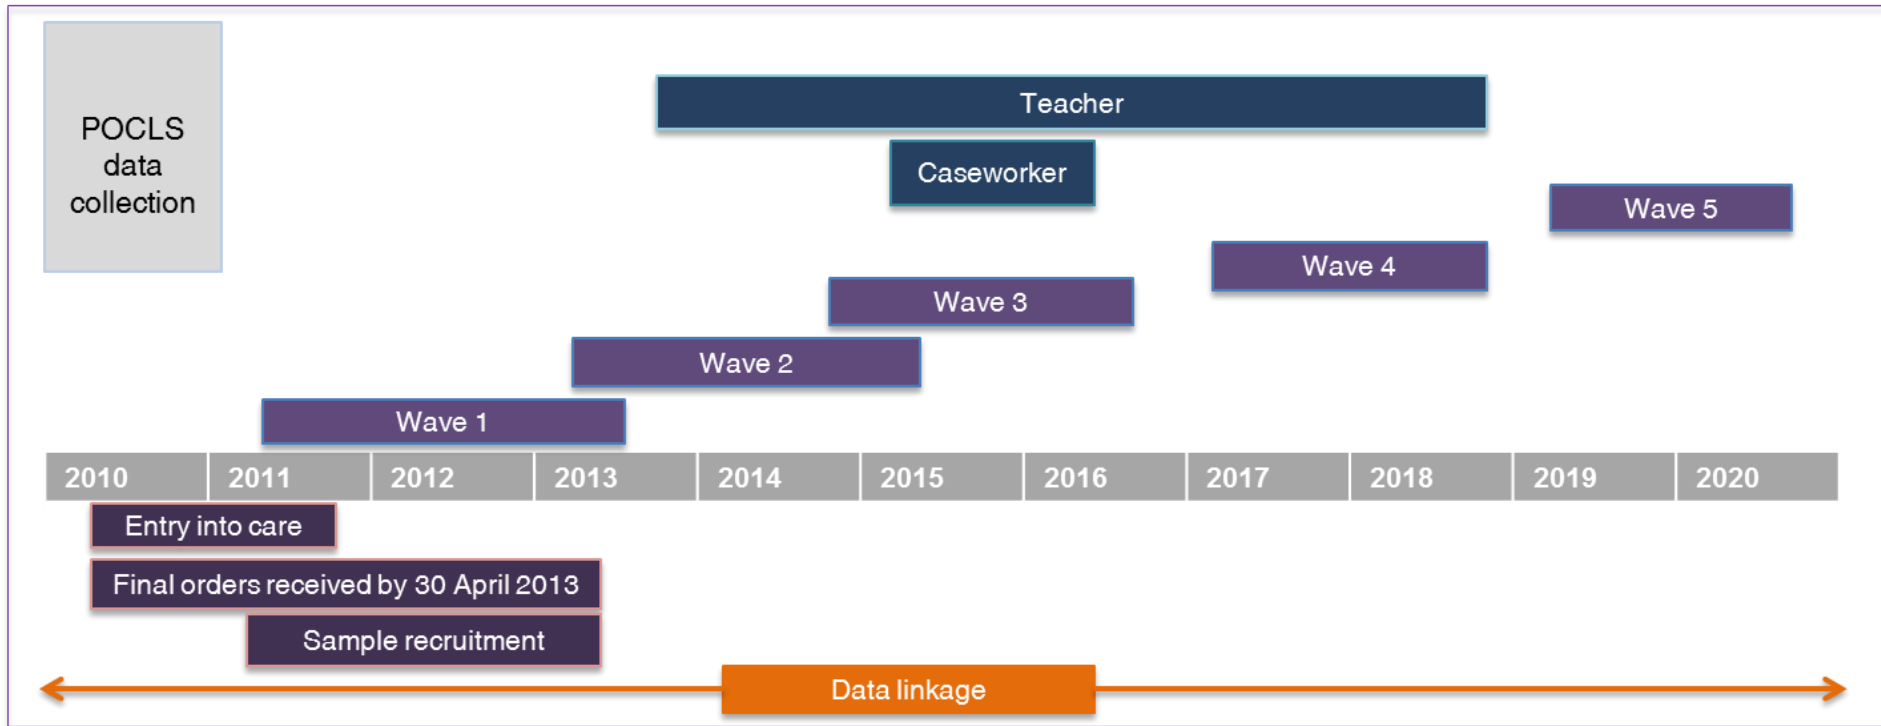 POCLS
data
collection
Teacher
Caseworker
Wave 5
Wave 4
Wave 3
Wave 2
Wave 1
2010 2011 2012 2013 2014 2015 2016 2017 2018 2019 2020
Entry into care
Final orders received by 30 April 2013
Sample recruitment
Data linkage